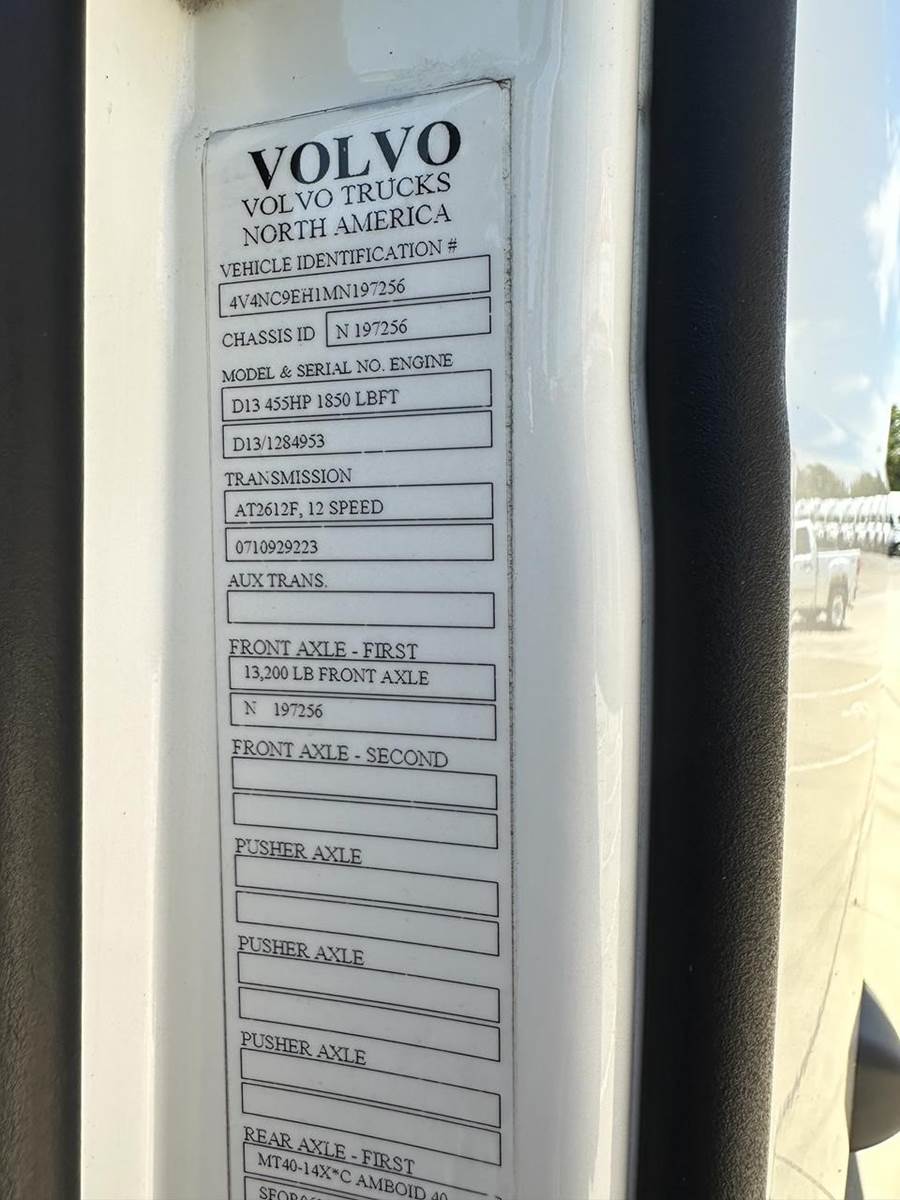 VOLVO
VOLVO TRUCKS
NORTH AMERICA
VEHICLE IDENTIFICATION #
4V4NC9EH1MN197256
CHASSIS ID N 197256
MODEL & SERIAL NO. ENGINE
D13 455HP 1850 LBFT
D13/1284953
TRANSMISSION
AT2612F, 12 SPEED
0710929223
AUX TRANS.
FRONT AXLE - FIRST
13,200 LB FRONT AXLE
N 197256
FRONT AXLE - SECOND
PUSHER AXLE
PUSHER AXLE
PUSHER AXLE
REAR AXLE - FIRST
MT40-14X*C AMBOID 40